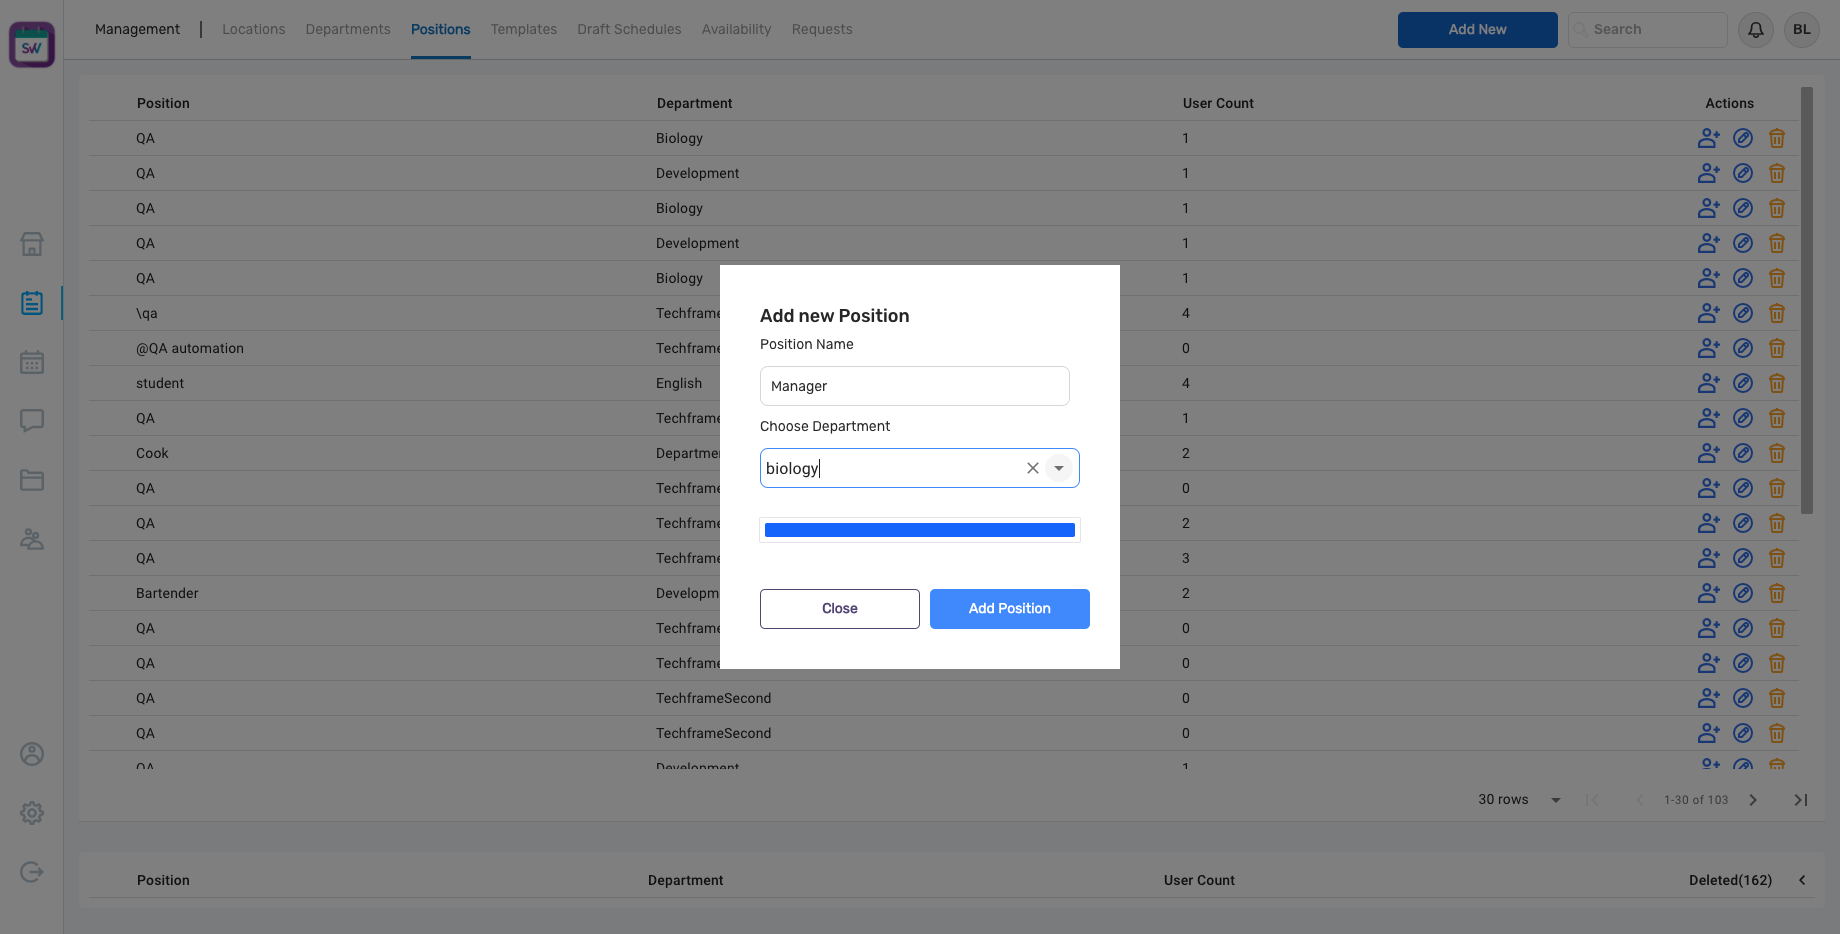 SW
Management | Locations Departments Positions Templates Draft Schedules Availability Requests Add New Search BL
Position Department User Count Actions
QA Biology 1
QA Development 1
QA Biology 1
QA Development 1
QA Biology 1
\qa Techframe 4
@QA automation Techframe 0
student English 4
QA Techframe 1
Cook Departme 2
QA Techframe 0
QA Techframe 2
QA Techframe 3
Bartender Developm 2
QA Techframe 0
QA Techframe 0
QA TechframeSecond 0
QA TechframeSecond 0
QA Development 1
Add new Position
Position Name
Manager
Choose Department
biology
Close Add Position
30 rows 1-30 of 103
Position Department User Count Deleted(162)